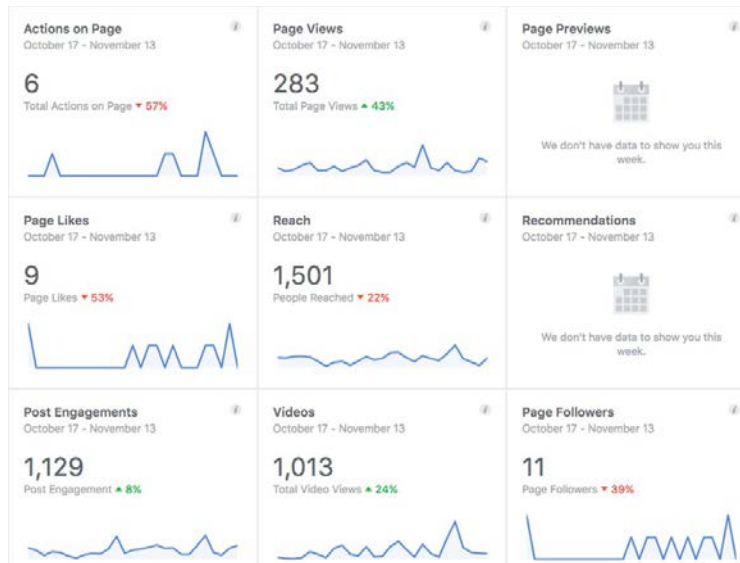 Actions on Page
October 17 - November 13
6
Total Actions on Page ▼ 57%
Page Views
October 17 - November 13
283
Total Page Views ▲ 43%
Page Previews
October 17 - November 13
We don't have data to show you this
week.
Page Likes
October 17 - November 13
9
Page Likes ▼ 53%
Reach
October 17 - November 13
1,501
People Reached ▼ 22%
Recommendations
October 17 - November 13
We don't have data to show you this
week.
Post Engagements
October 17 - November 13
1,129
Post Engagement ▲ 8%
Videos
October 17 - November 13
1,013
Total Video Views ▲ 24%
Page Followers
October 17 - November 13
11
Page Followers ▼ 39%